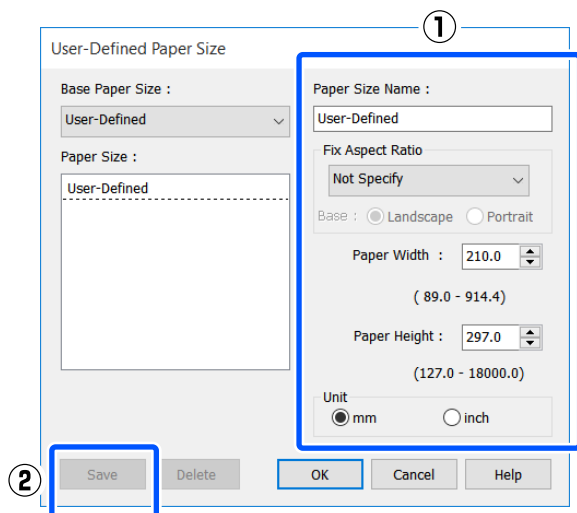 ①
User-Defined Paper Size
Base Paper Size :
User-Defined
Paper Size :
User-Defined
Paper Size Name :
User-Defined
Fix Aspect Ratio
Not Specify
Base : Landscape Portrait
Paper Width : 210.0
( 89.0 - 914.4)
Paper Height : 297.0
(127.0 - 18000.0)
Unit
mm inch
② Save Delete OK Cancel Help